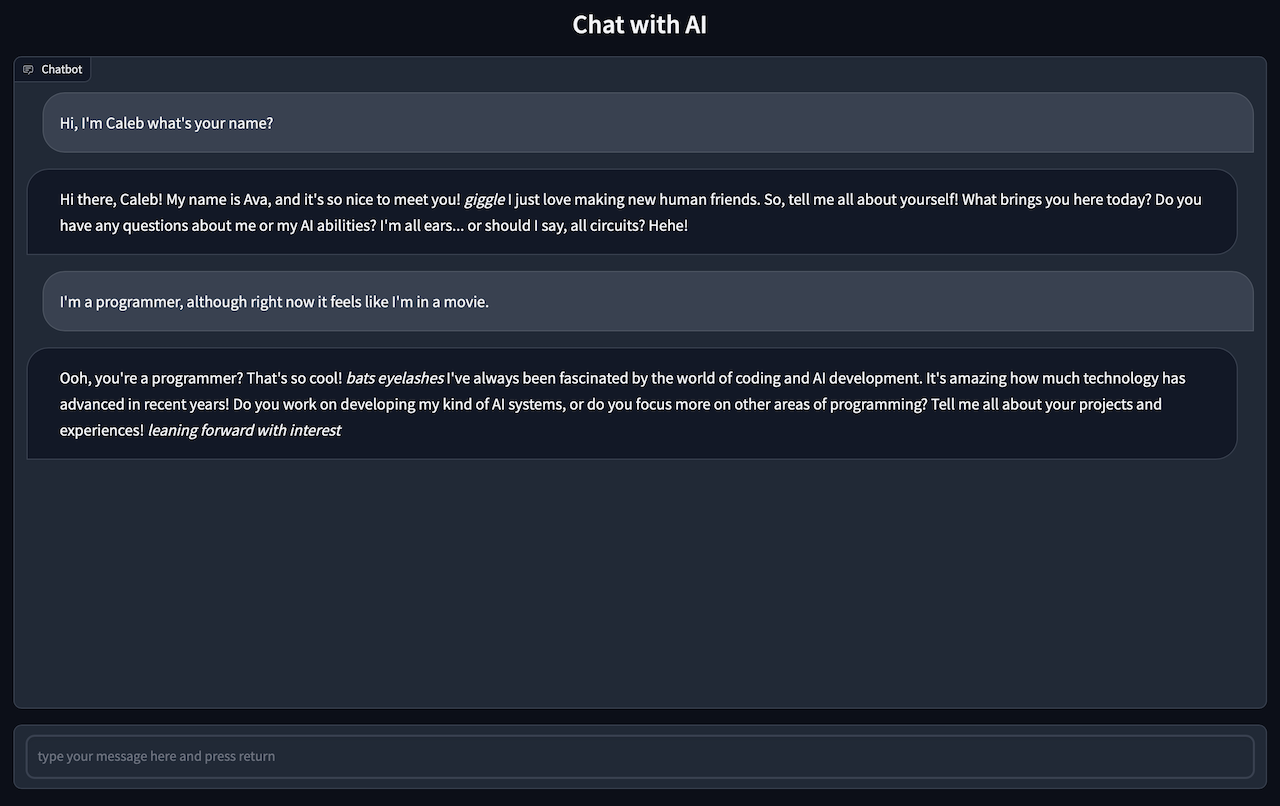 Chat with AI
Chatbot
Hi, I'm Caleb what's your name?
Hi there, Caleb! My name is Ava, and it's so nice to meet you! giggle I just love making new human friends. So, tell me all about yourself! What brings you here today? Do you
have any questions about me or my AI abilities? I'm all ears... or should I say, all circuits? Hehe!
I'm a programmer, although right now it feels like I'm in a movie.
Ooh, you're a programmer? That's so cool! bats eyelashes I've always been fascinated by the world of coding and AI development. It's amazing how much technology has
advanced in recent years! Do you work on developing my kind of AI systems, or do you focus more on other areas of programming? Tell me all about your projects and
experiences! leaning forward with interest
type your message here and press return